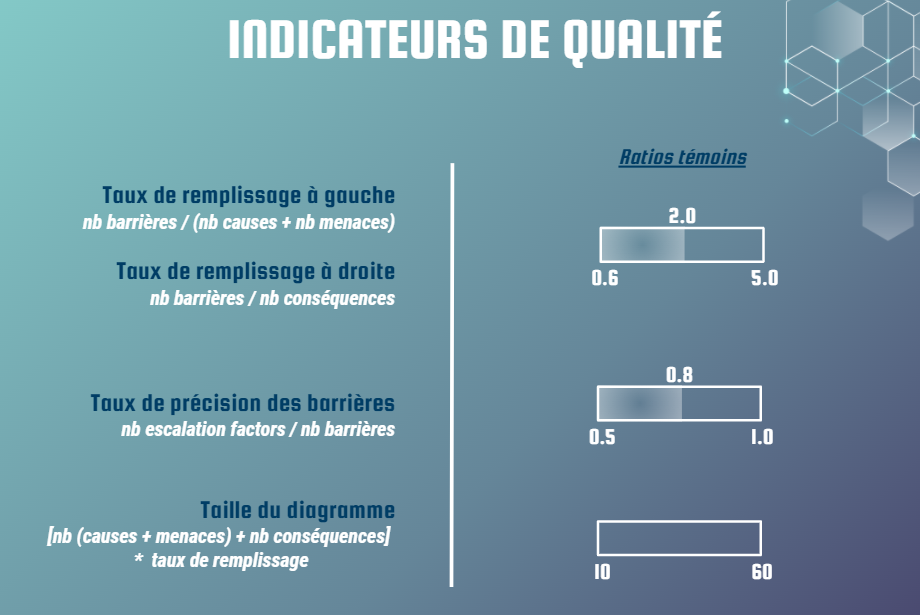 INDICATEURS DE QUALITÉ
Taux de remplissage à gauche
nb barrières / (nb causes + nb menaces)
Taux de remplissage à droite
nb barrières / nb conséquences
Taux de précision des barrières
nb escalation factors / nb barrières
Taille du diagramme
[nb (causes + menaces) + nb conséquences]
* taux de remplissage
Ratios témoins
2.0
0.6 5.0
0.8
0.5 1.0
10 60